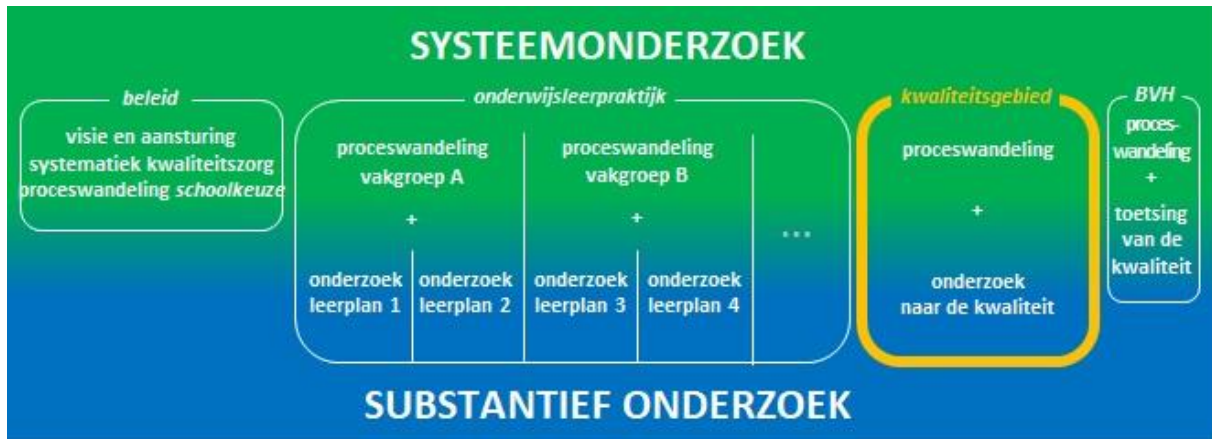 SYSTEEMONDERZOEK
beleid
visie en aansturing
systematiek kwaliteitszorg
proceswandeling schoolkeuze
onderwijsleerpraktijk
proceswandeling
vakgroep A
+
onderzoek
leerplan 1
onderzoek
leerplan 2
proceswandeling
vakgroep B
+
onderzoek
leerplan 3
onderzoek
leerplan 4
...
kwaliteitsgebied
proceswandeling
+
onderzoek
naar de kwaliteit
BVH
proces-
wandeling
+
toetsing
van de
kwaliteit
SUBSTANTIEF ONDERZOEK